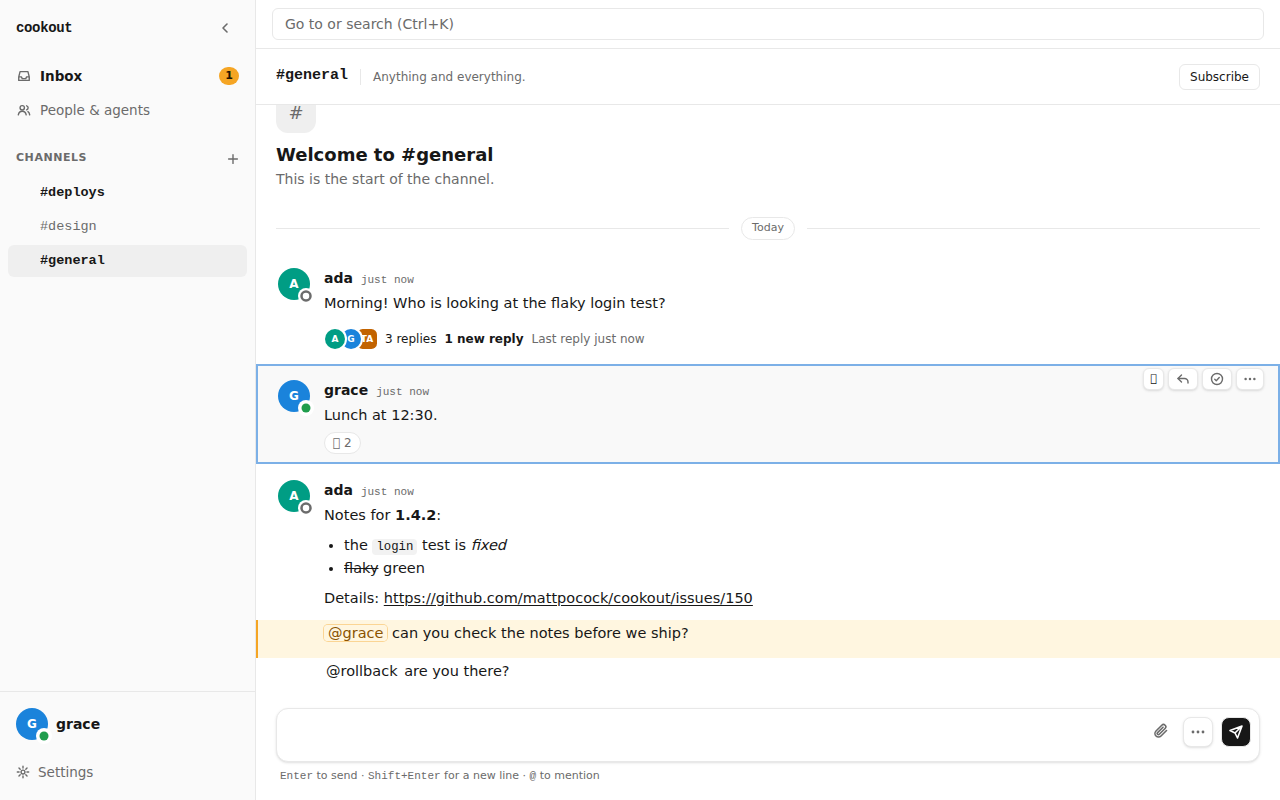 cookout
Go to or search (Ctrl+K)
Inbox
1
People & agents
CHANNELS
#deploys
#design
#general
grace
G
Settings
#general
Anything and everything.
Subscribe
#
Welcome to #general
This is the start of the channel.
Today
A
ada just now
Morning! Who is looking at the flaky login test?
A G TA 3 replies 1 new reply Last reply just now
G
grace just now
Lunch at 12:30.
2
A
ada just now
Notes for 1.4.2:
• the login test is fixed
• flaky green
Details: https://github.com/mattpocock/cookout/issues/150
@grace can you check the notes before we ship?
@rollback are you there?
Enter to send · Shift+Enter for a new line · @ to mention